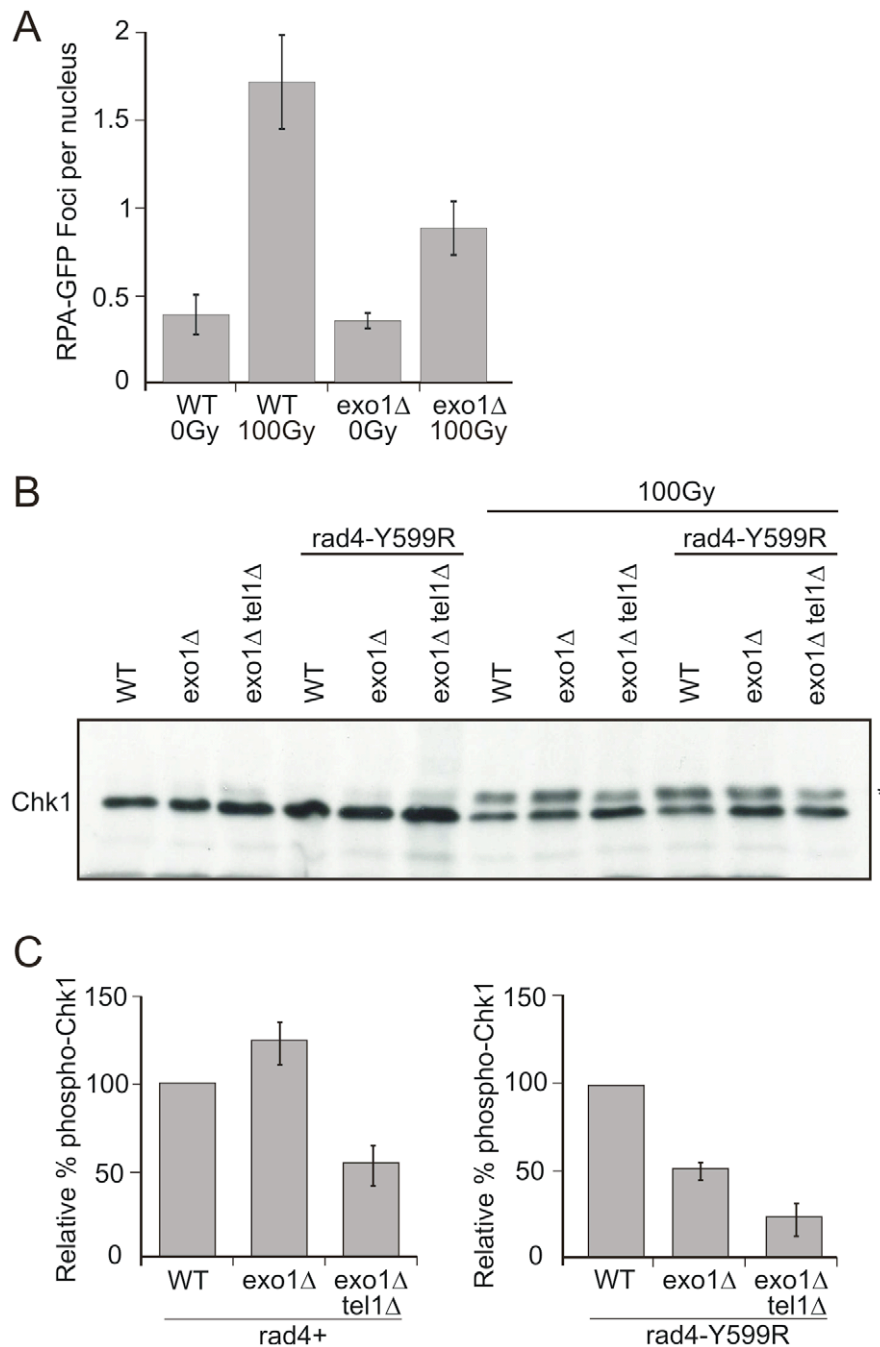 A
RPA-GFP Foci per nucleus
2
1.5
1
0.5
0
WT WT exo1Δ exo1Δ
0Gy 100Gy 0Gy 100Gy
B
100Gy
rad4-Y599R rad4-Y599R
WT exo1Δ exo1Δ tel1Δ WT exo1Δ exo1Δ tel1Δ WT exo1Δ exo1Δ tel1Δ WT exo1Δ exo1Δ tel1Δ
Chk1 *
C
Relative % phospho-Chk1
150
100
50
0
WT exo1Δ exo1Δ
tel1Δ
rad4+
Relative % phospho-Chk1
150
100
50
0
WT exo1Δ exo1Δ
tel1Δ
rad4-Y599R